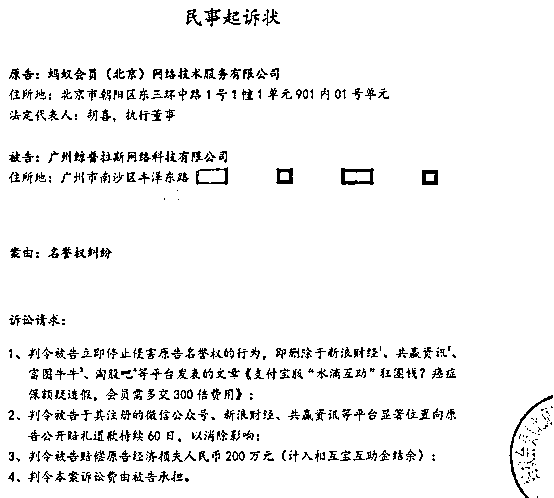 民事起诉状
原告：蚂蚁会员（北京）网络技术服务有限公司
住所地：北京市朝阳区东三环中路1号1幢1单元901内01号单元
法定代表人：胡喜，执行董事
被告：广州鲸普拉斯网络科技有限公司
住所地：广州市南沙区丰泽东路
案由：名誉权纠纷
诉讼请求：
1、判令被告立即停止侵害原告名誉权的行为，即删除于新浪财经¹、共赢资讯²、
富图牛牛³、淘股吧⁴等平台发表的文章《支付宝版“水滴互助”狂圈钱？癌症
保额疑造假，会员需多交300倍费用》；
2、判令被告于其注册的微信公众号、新浪财经、共赢资讯等平台显著位置向原
告公开赔礼道歉持续60日，以消除影响；
3、判令被告赔偿原告经济损失人民币200万元（计入相互宝互助金结余）；
4、判令本案诉讼费由被告承担。